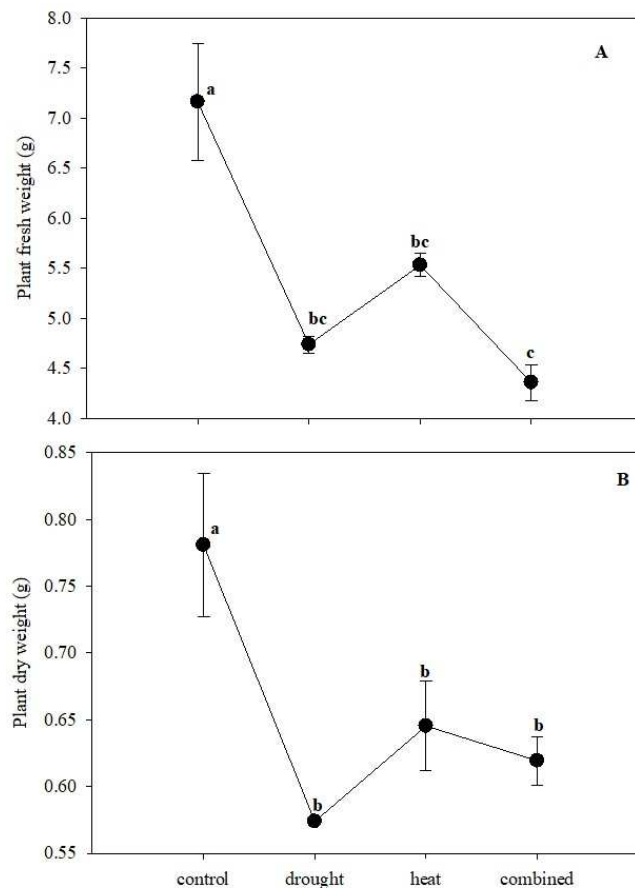 8.0
A
7.5
a
7.0
6.5
6.0
bc
5.5
bc
5.0
c
4.5
4.0
Plant fresh weight (g)
0.85
B
0.80
a
0.75
0.70
b
0.65
b
0.60
b
0.55
Plant dry weight (g)
control drought heat combined